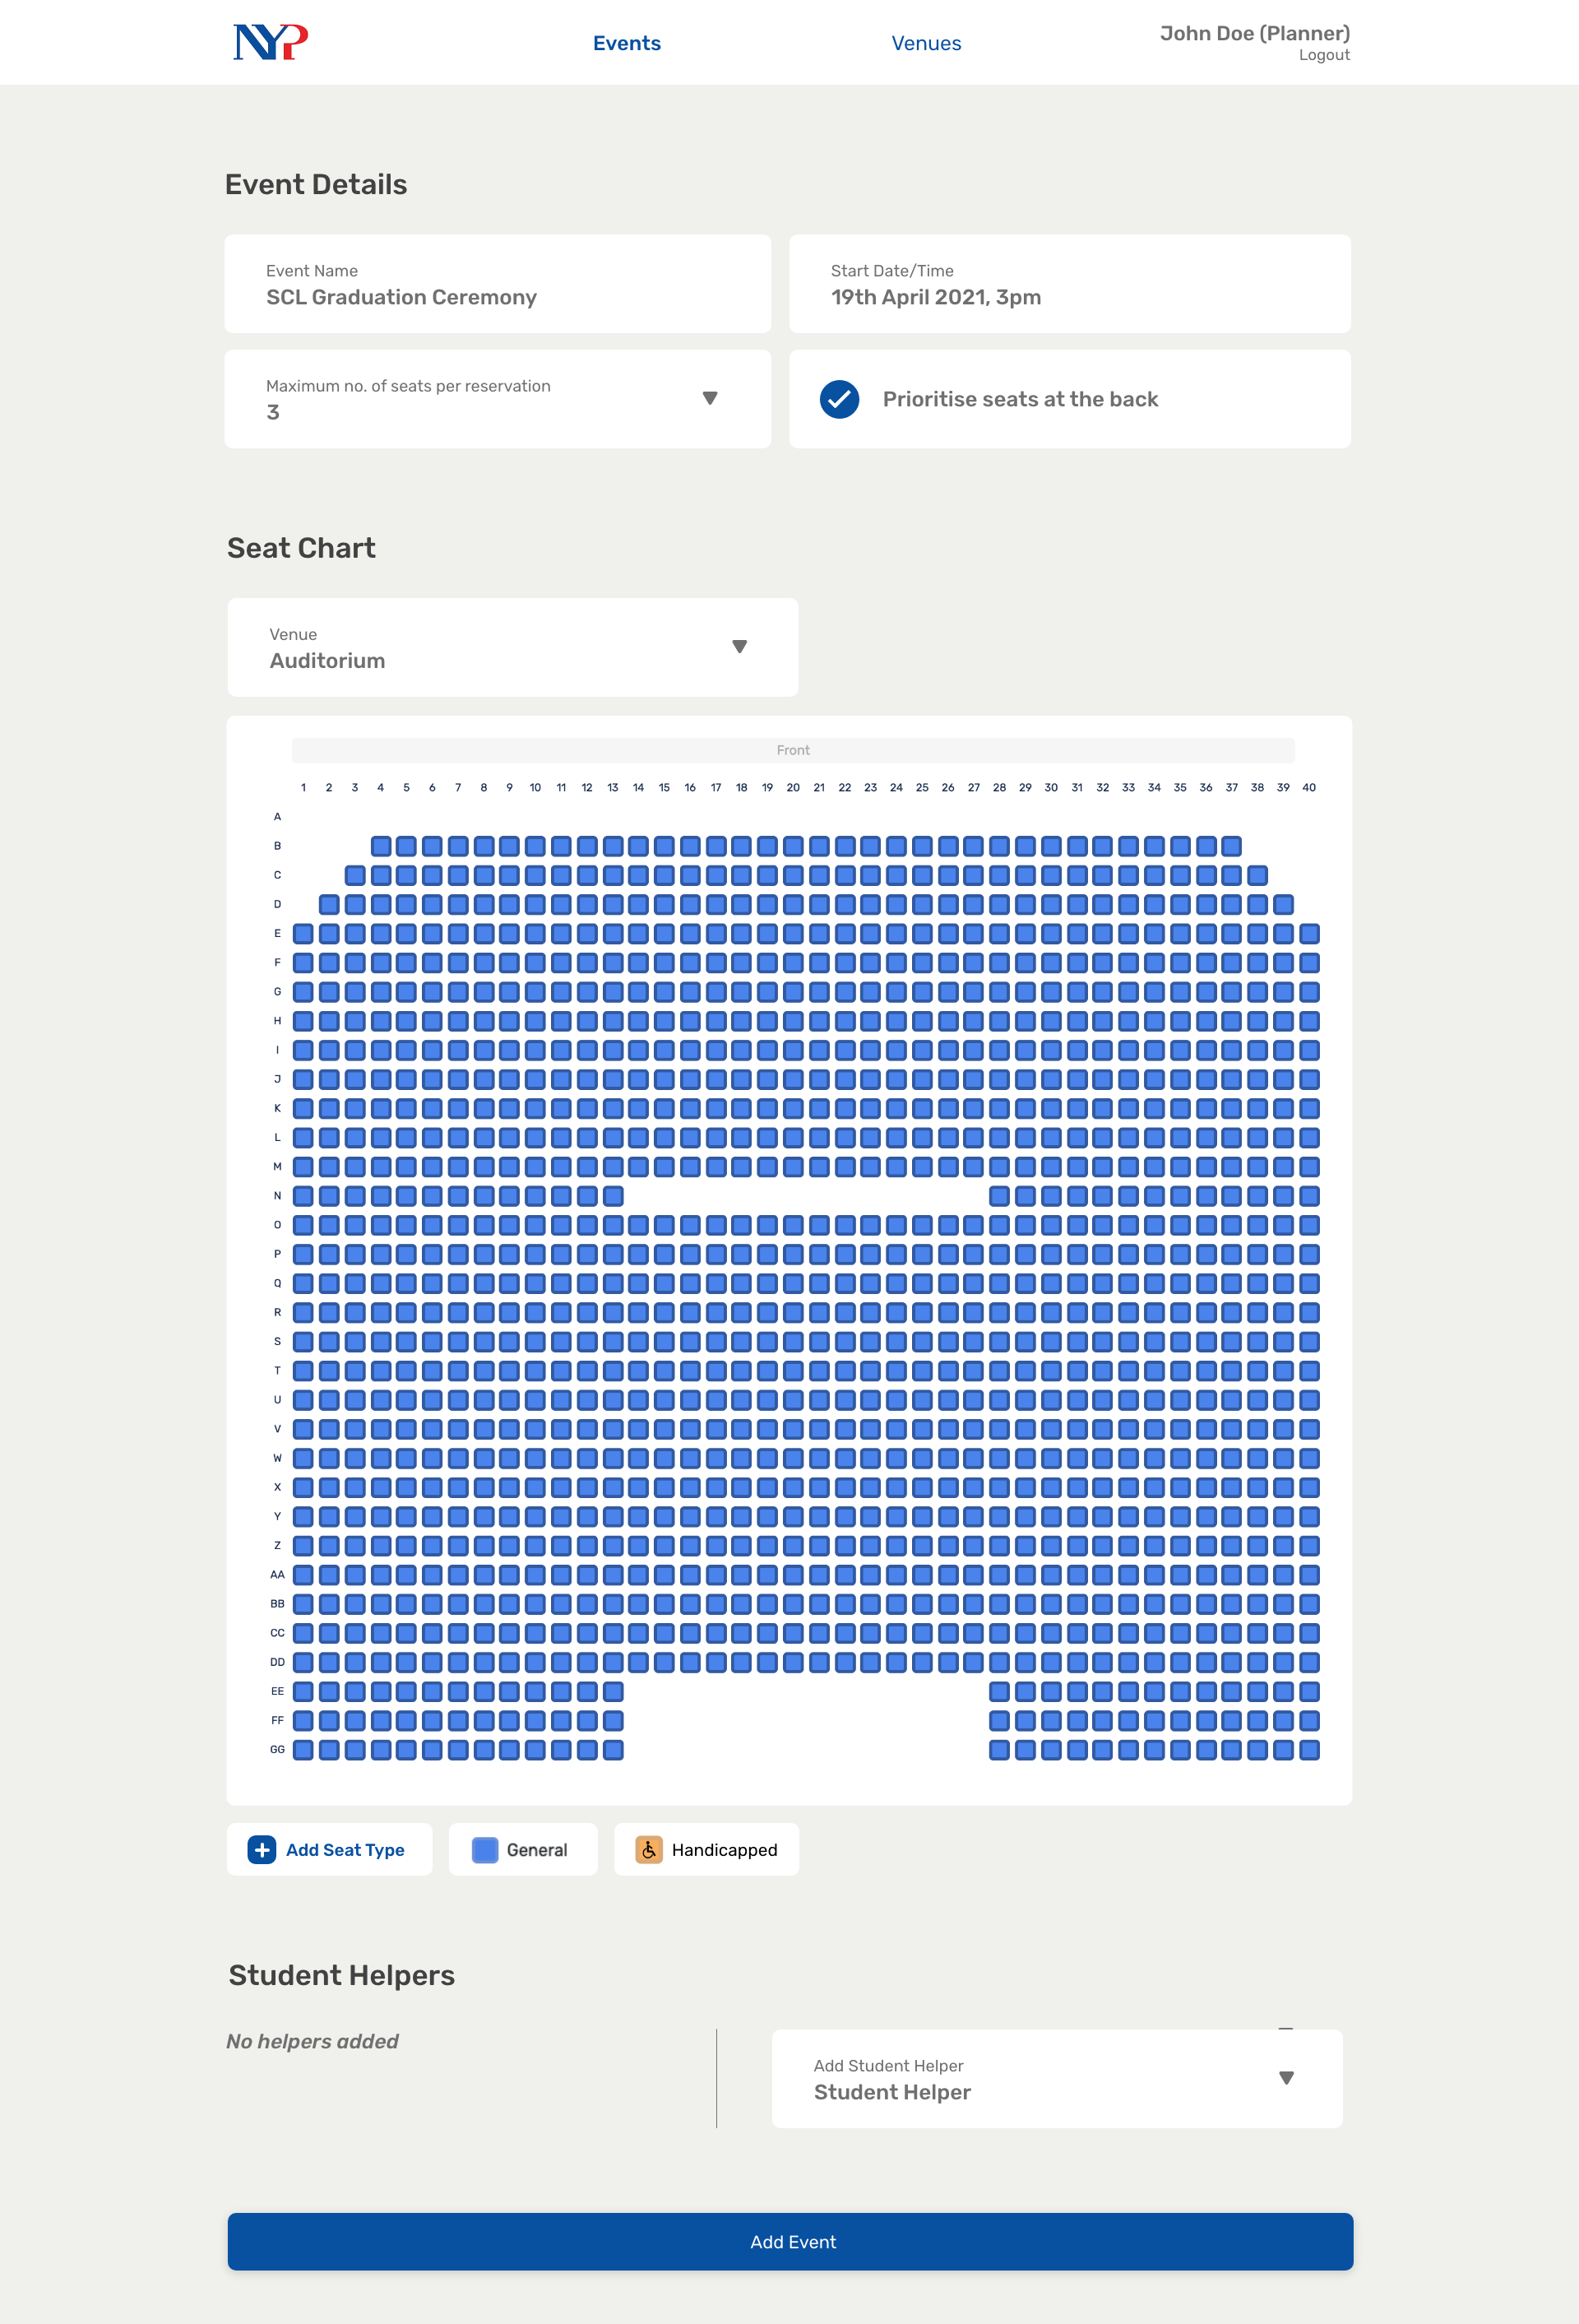 NYP
Events
Venues
John Doe (Planner)
Logout
Event Details
Event Name
SCL Graduation Ceremony
Start Date/Time
19th April 2021, 3pm
Maximum no. of seats per reservation
3
Prioritise seats at the back
Seat Chart
Venue
Auditorium
Front
1 2 3 4 5 6 7 8 9 10 11 12 13 14 15 16 17 18 19 20 21 22 23 24 25 26 27 28 29 30 31 32 33 34 35 36 37 38 39 40
A
B
C
D
E
F
G
H
I
J
K
L
M
N
O
P
Q
R
S
T
U
V
W
X
Y
Z
AA
BB
CC
DD
EE
FF
GG
Add Seat Type
General
Handicapped
Student Helpers
No helpers added
Add Student Helper
Student Helper
Add Event